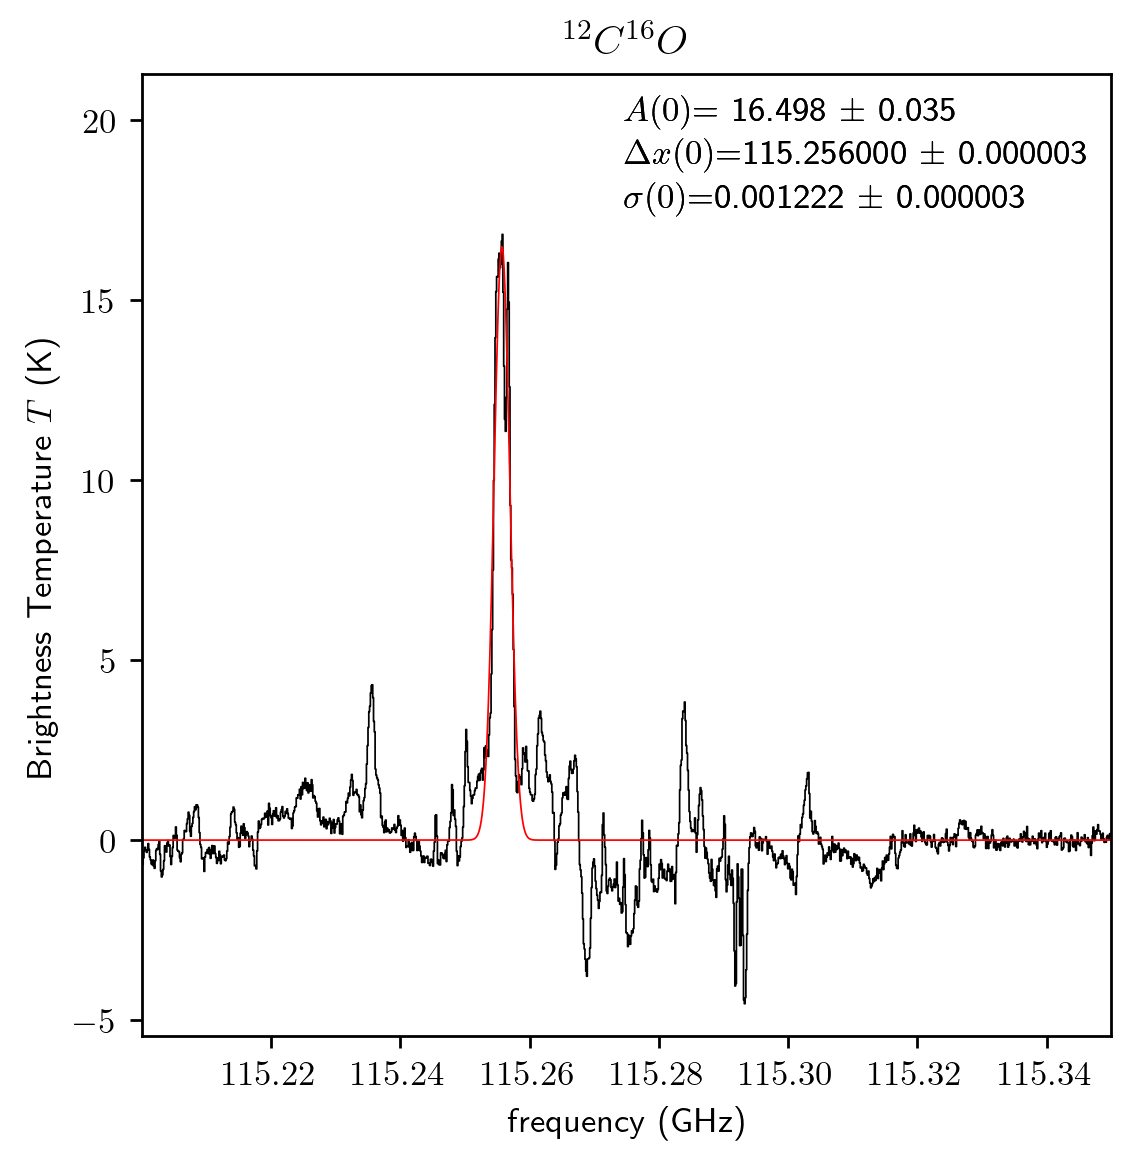 ¹²C¹⁶O
A(0)= 16.498 ± 0.035
Δx(0)=115.256000 ± 0.000003
σ(0)=0.001222 ± 0.000003
Brightness Temperature T (K)
20
15
10
5
0
−5
115.22 115.24 115.26 115.28 115.30 115.32 115.34
frequency (GHz)